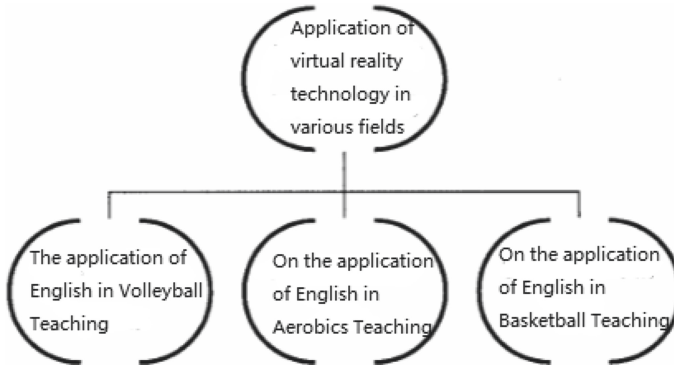 Application of
virtual reality
technology in
various fields
The application of
English in Volleyball
Teaching
On the application
of English in
Aerobics Teaching
On the application
of English in
Basketball Teaching